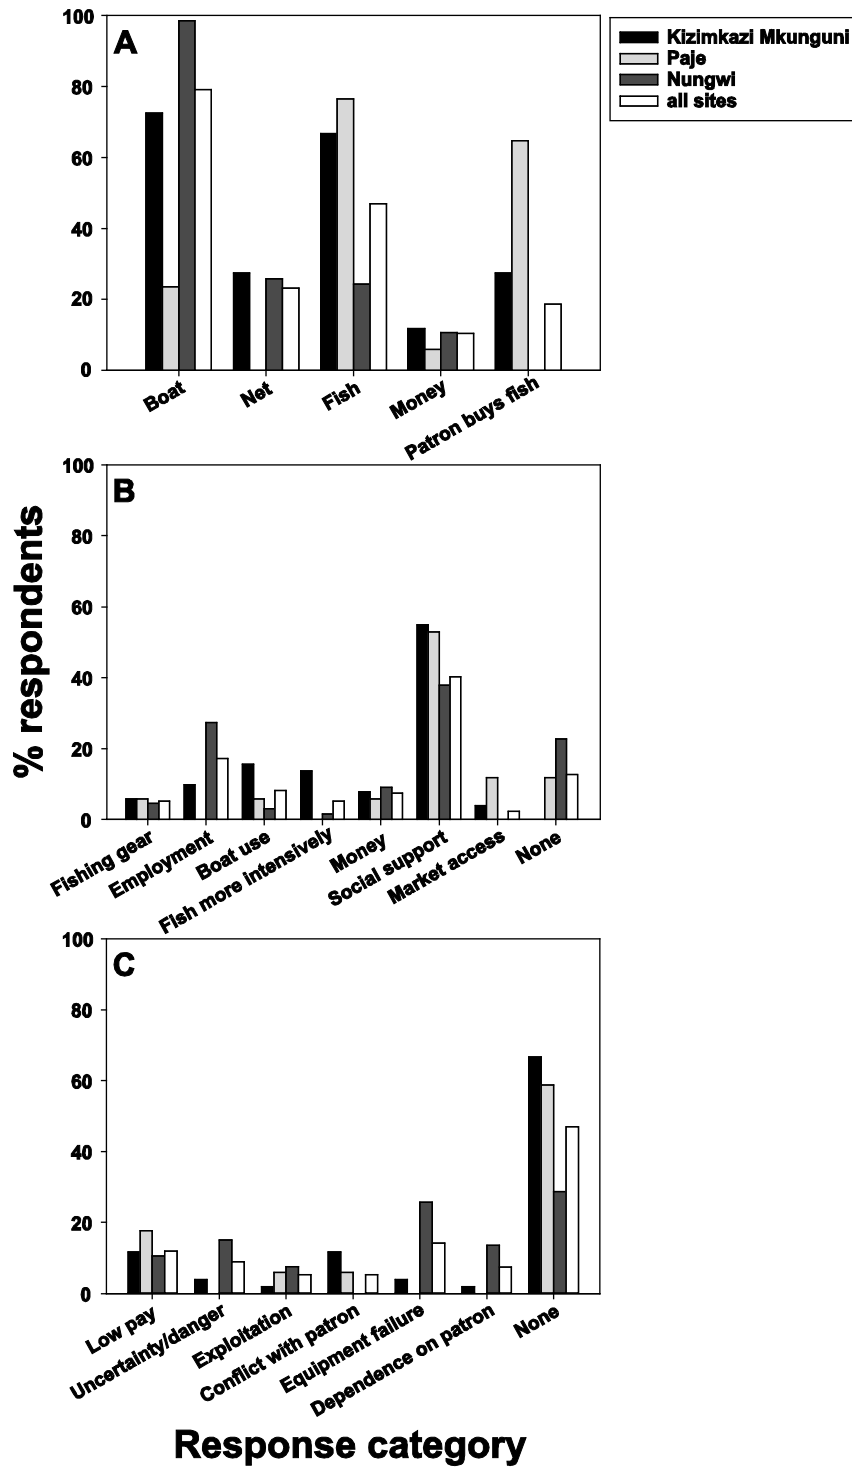 A
Kizimkazi Mkunguni
Paje
Nungwi
all sites
100
80
60
40
20
0
Boat
Net
Fish
Money
Patron buys fish
B
100
80
60
40
20
0
Fishing gear
Employment
Boat use
Fish more intensively
Money
Social support
Market access
None
% respondents
C
100
80
60
40
20
0
Low pay
Uncertainty/danger
Exploitation
Conflict with patron
Equipment failure
Dependence on patron
None
Response category